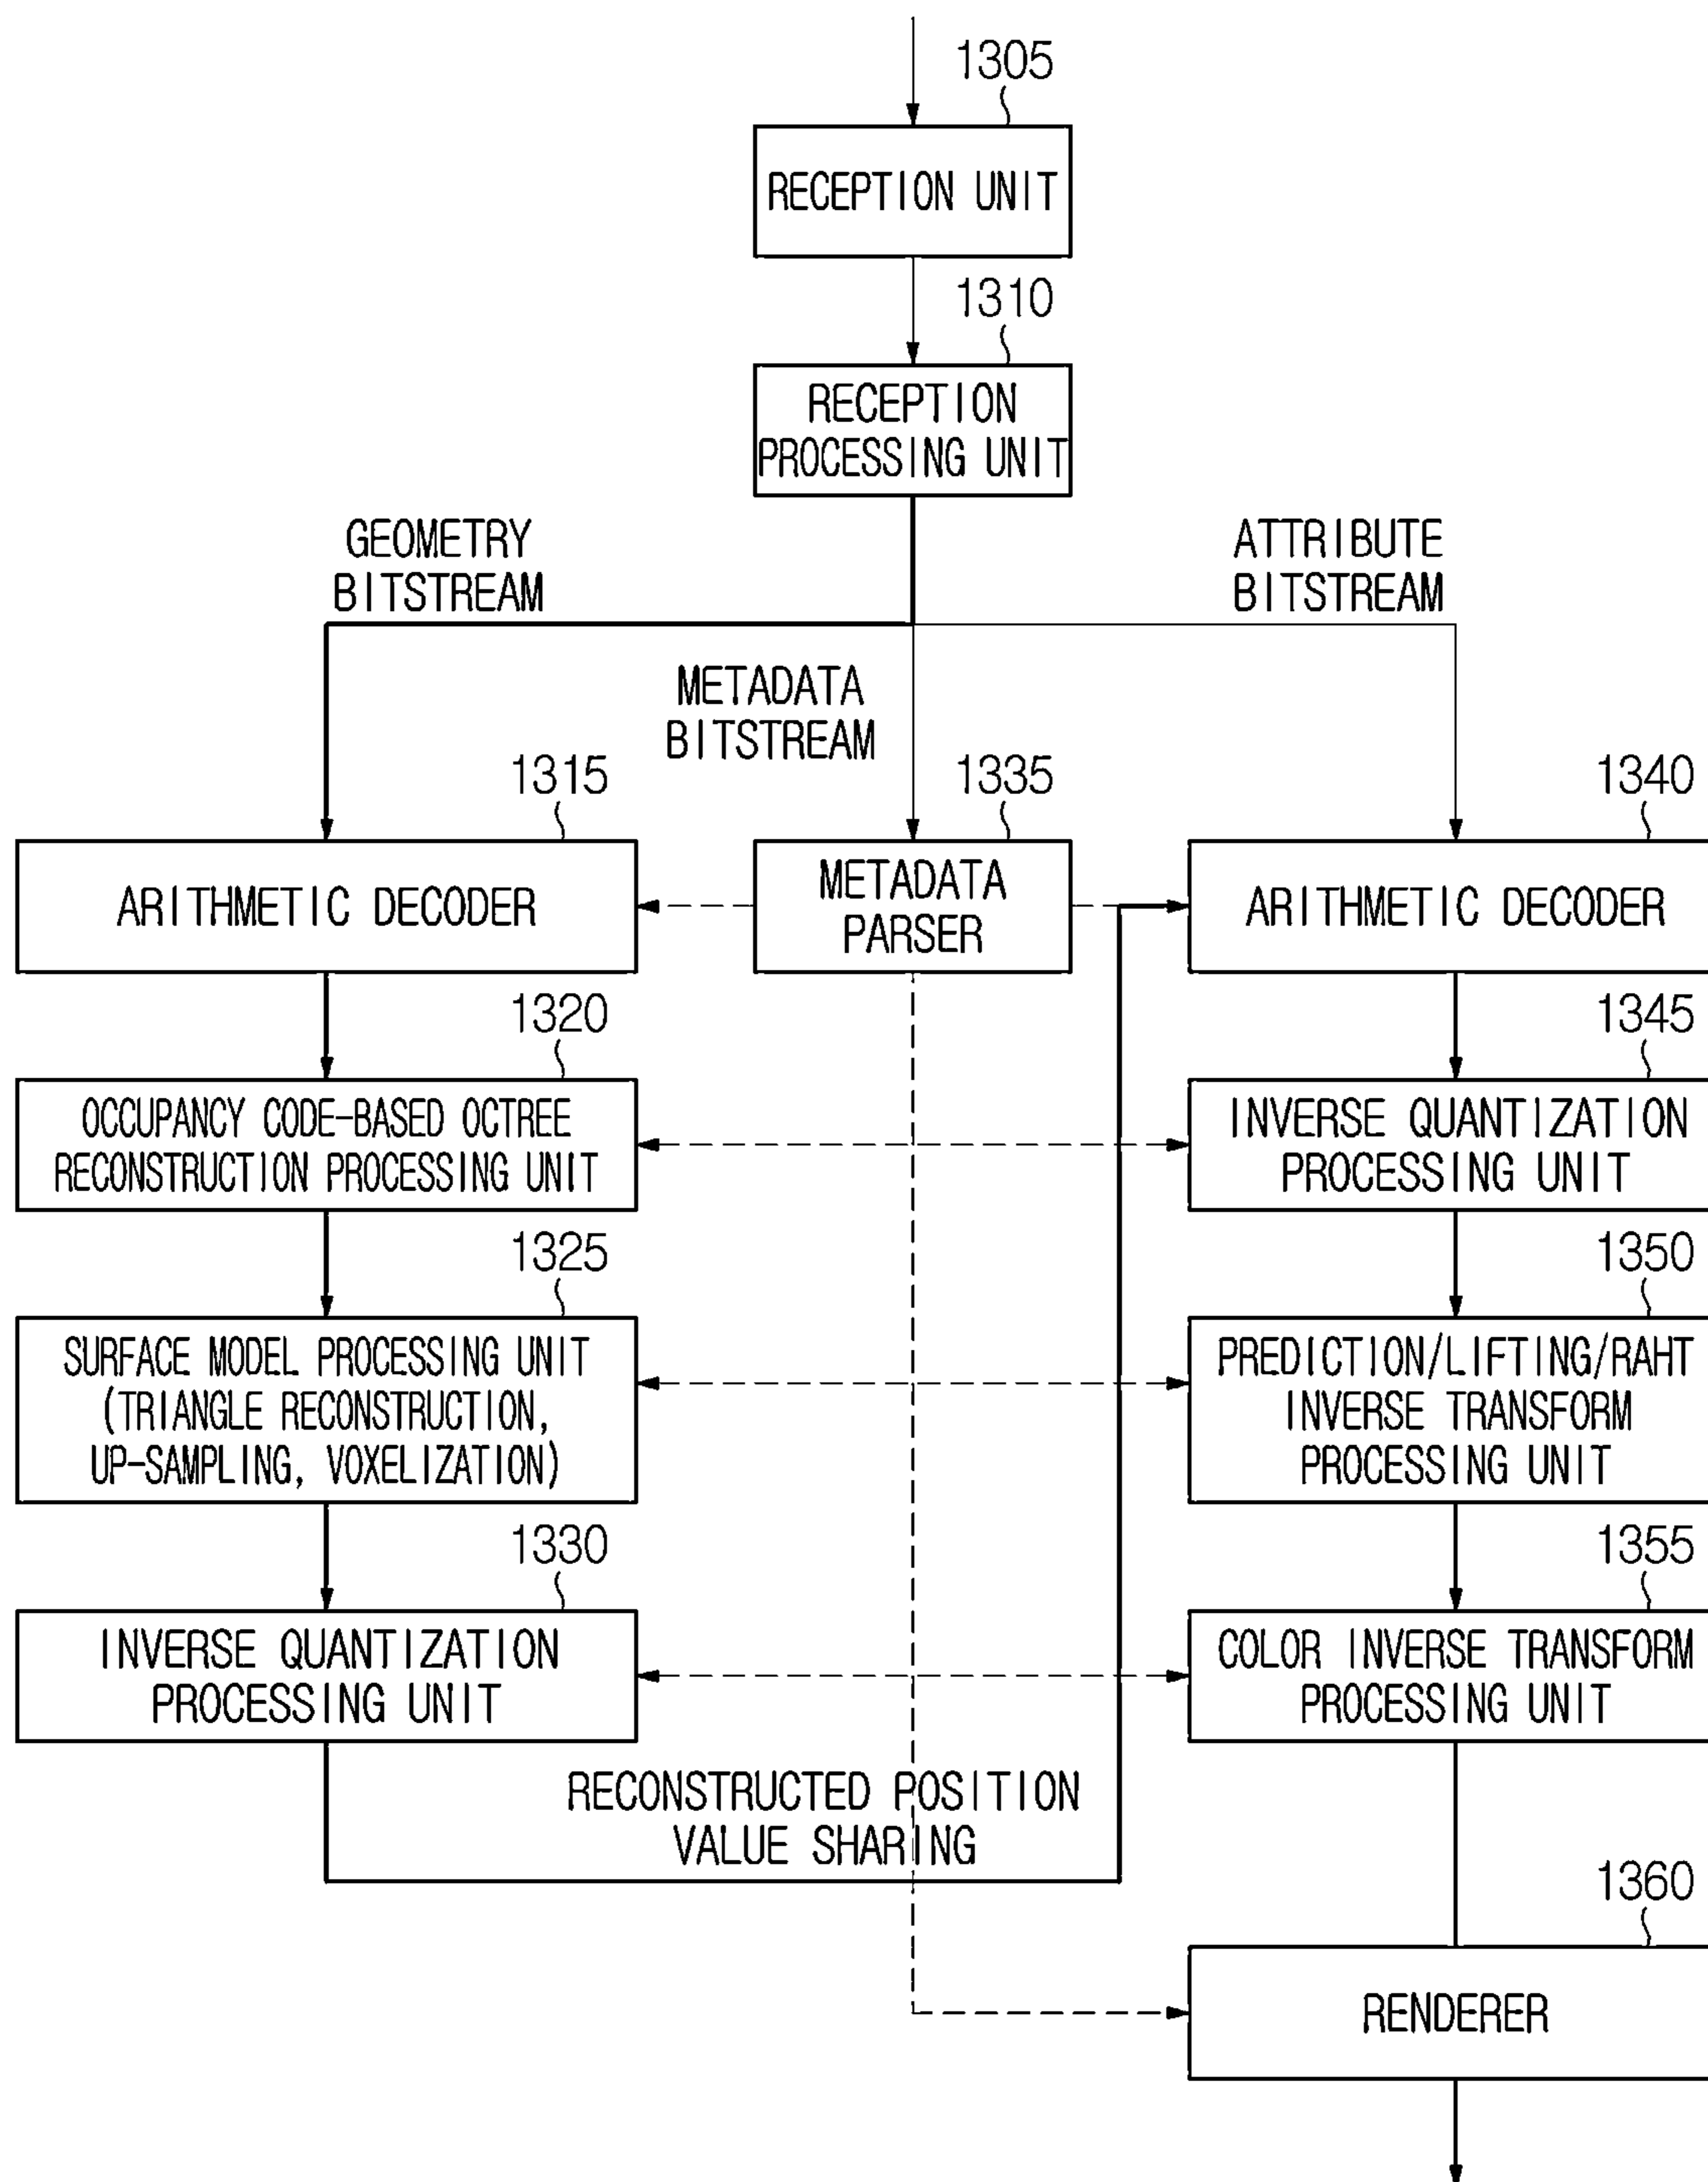 1305
RECEPTION UNIT
1310
RECEPTION
PROCESSING UNIT
GEOMETRY
BITSTREAM
ATTRIBUTE
BITSTREAM
METADATA
BITSTREAM
1315
1335
1340
ARITHMETIC DECODER
METADATA
PARSER
ARITHMETIC DECODER
1320
1345
OCCUPANCY CODE-BASED OCTREE
RECONSTRUCTION PROCESSING UNIT
INVERSE QUANTIZATION
PROCESSING UNIT
1325
1350
SURFACE MODEL PROCESSING UNIT
(TRIANGLE RECONSTRUCTION,
UP-SAMPLING, VOXELIZATION)
PREDICTION/LIFTING/RAHT
INVERSE TRANSFORM
PROCESSING UNIT
1330
1355
INVERSE QUANTIZATION
PROCESSING UNIT
COLOR INVERSE TRANSFORM
PROCESSING UNIT
RECONSTRUCTED POSITION
VALUE SHARING
1360
RENDERER